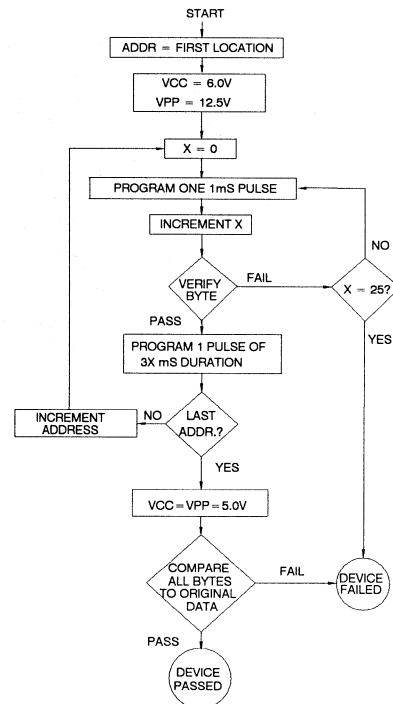 START
ADDR = FIRST LOCATION
VCC = 6.0V
VPP = 12.5V
X = 0
PROGRAM ONE 1mS PULSE
INCREMENT X
NO
VERIFY
BYTE
FAIL
X = 25?
PASS
YES
PROGRAM 1 PULSE OF
3X mS DURATION
INCREMENT
ADDRESS
NO
LAST
ADDR.?
YES
VCC=VPP=5.0V
COMPARE
ALL BYTES
TO ORIGINAL
DATA
FAIL
DEVICE
FAILED
PASS
DEVICE
PASSED